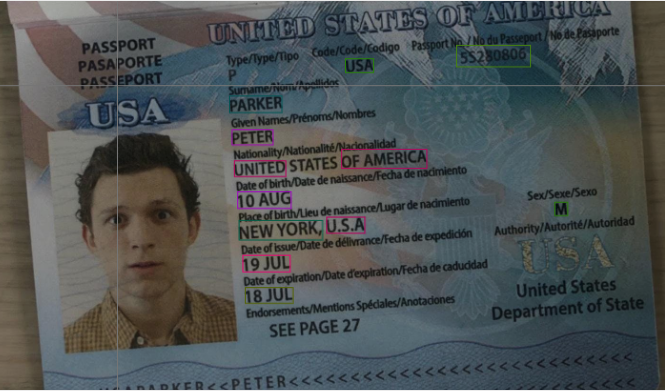 UNITED STATES OF AMERICA
PASSPORT
PASAPORTE
PASSEPORT
USA
Type/Type/Tipo Code/Code/Codigo Passport No. / No du Passeport / No de Pasaporte
P USA 55280806
Surname/Nom/Apellidos
PARKER
Given Names/Prénoms/Nombres
PETER
Nationality/Nationalité/Nacionalidad
UNITED STATES OF AMERICA
Date of birth/Date de naissance/Fecha de nacimiento
10 AUG
Place of birth/Lieu de naissance/Lugar de nacimiento Sex/Sexe/Sexo
NEW YORK, U.S.A M
Date of issue/Date de délivrance/Fecha de expedición Authority/Autorité/Autoridad
19 JUL USA
Date of expiration/Date d'expiration/Fecha de caducidad
18 JUL United States
Endorsements/Mentions Spéciales/Anotaciones Department of State
SEE PAGE 27
PARKER<<PETER<<<<<<<<<<<<<<<<<<<<<<